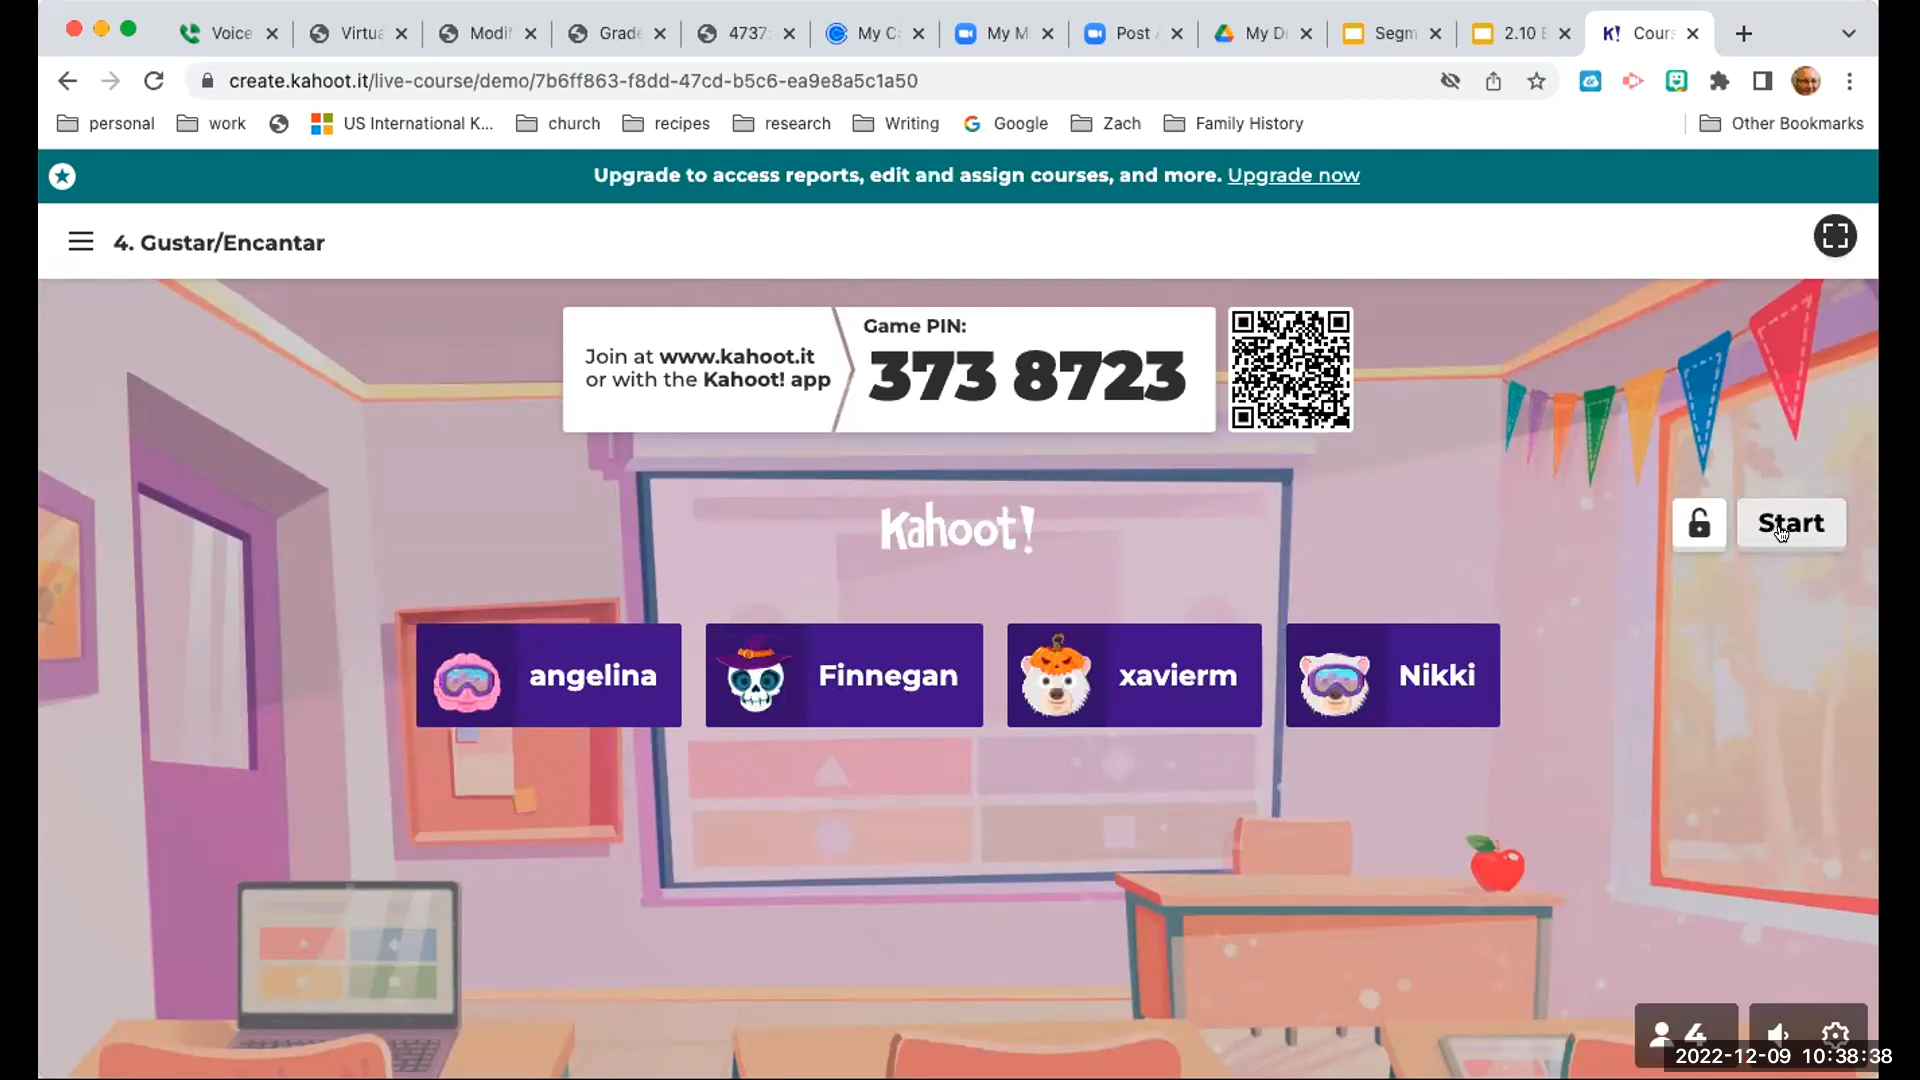 Voice
Virtua
Modif
Grade
4737:
My C
My M
Post
My D
Segm
2.10 E
K! Cours
create.kahoot.it/live-course/demo/7b6ff863-f8dd-47cd-b5c6-ea9e8a5c1a50
personal
work
US International K...
church
recipes
research
Writing
Google
Zach
Family History
Other Bookmarks
Upgrade to access reports, edit and assign courses, and more. Upgrade now
4. Gustar/Encantar
Join at www.kahoot.it
or with the Kahoot! app
Game PIN:
373 8723
Kahoot!
Start
angelina
Finnegan
xavierm
Nikki
4
2022-12-09 10:38:38